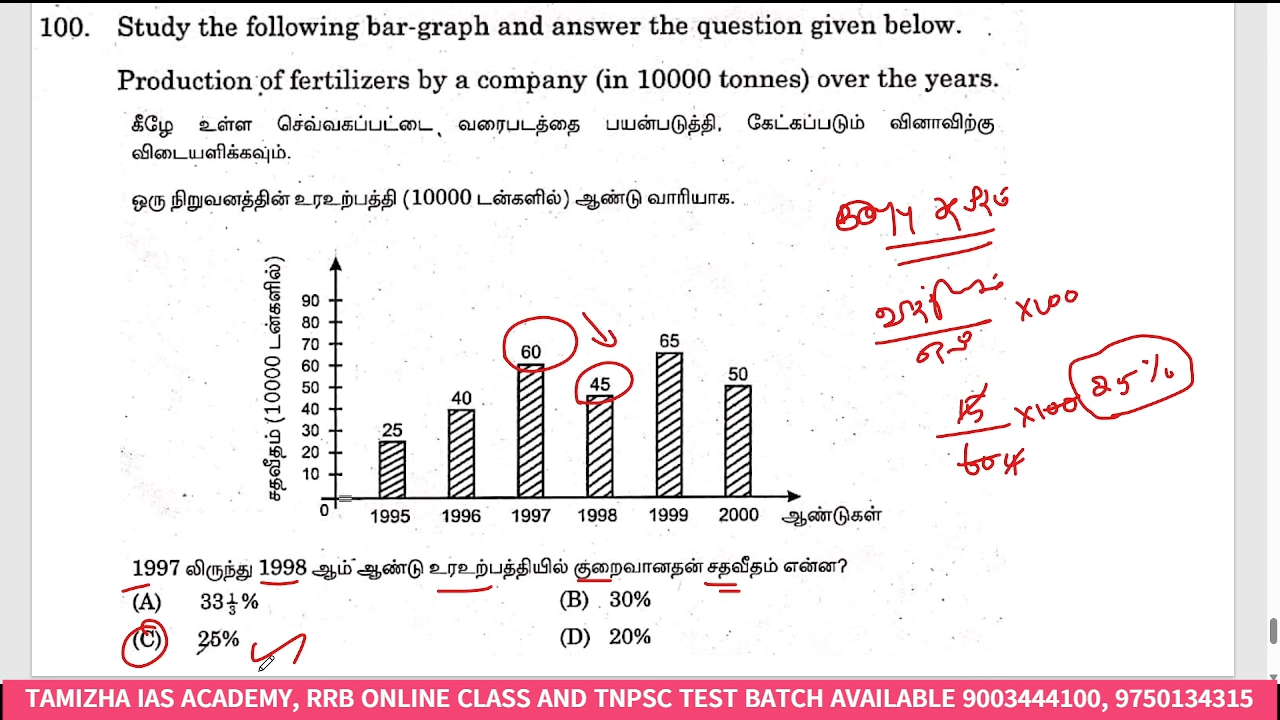 100. Study the following bar-graph and answer the question given below.
Production of fertilizers by a company (in 10000 tonnes) over the years.
கீழே உள்ள செவ்வகப்பட்டை வரைபடத்தை பயன்படுத்தி, கேட்கப்படும் வினாவிற்கு
விடையளிக்கவும்.
ஒரு நிறுவனத்தின் உரஉற்பத்தி (10000 டன்களில்) ஆண்டு வாரியாக.
சதவீதம் (10000 டன்களில்)
90
80
70
60
50
40
30
20
10
0
25
40
60
45
65
50
1995 1996 1997 1998 1999 2000 ஆண்டுகள்
x100
15 x100 25%
60 4
1997 லிருந்து 1998 ஆம் ஆண்டு உரஉற்பத்தியில் குறைவானதன் சதவீதம் என்ன?
(A) 33 1/3 % (B) 30%
(C) 25% (D) 20%
TAMIZHA IAS ACADEMY, RRB ONLINE CLASS AND TNPSC TEST BATCH AVAILABLE 9003444100, 9750134315